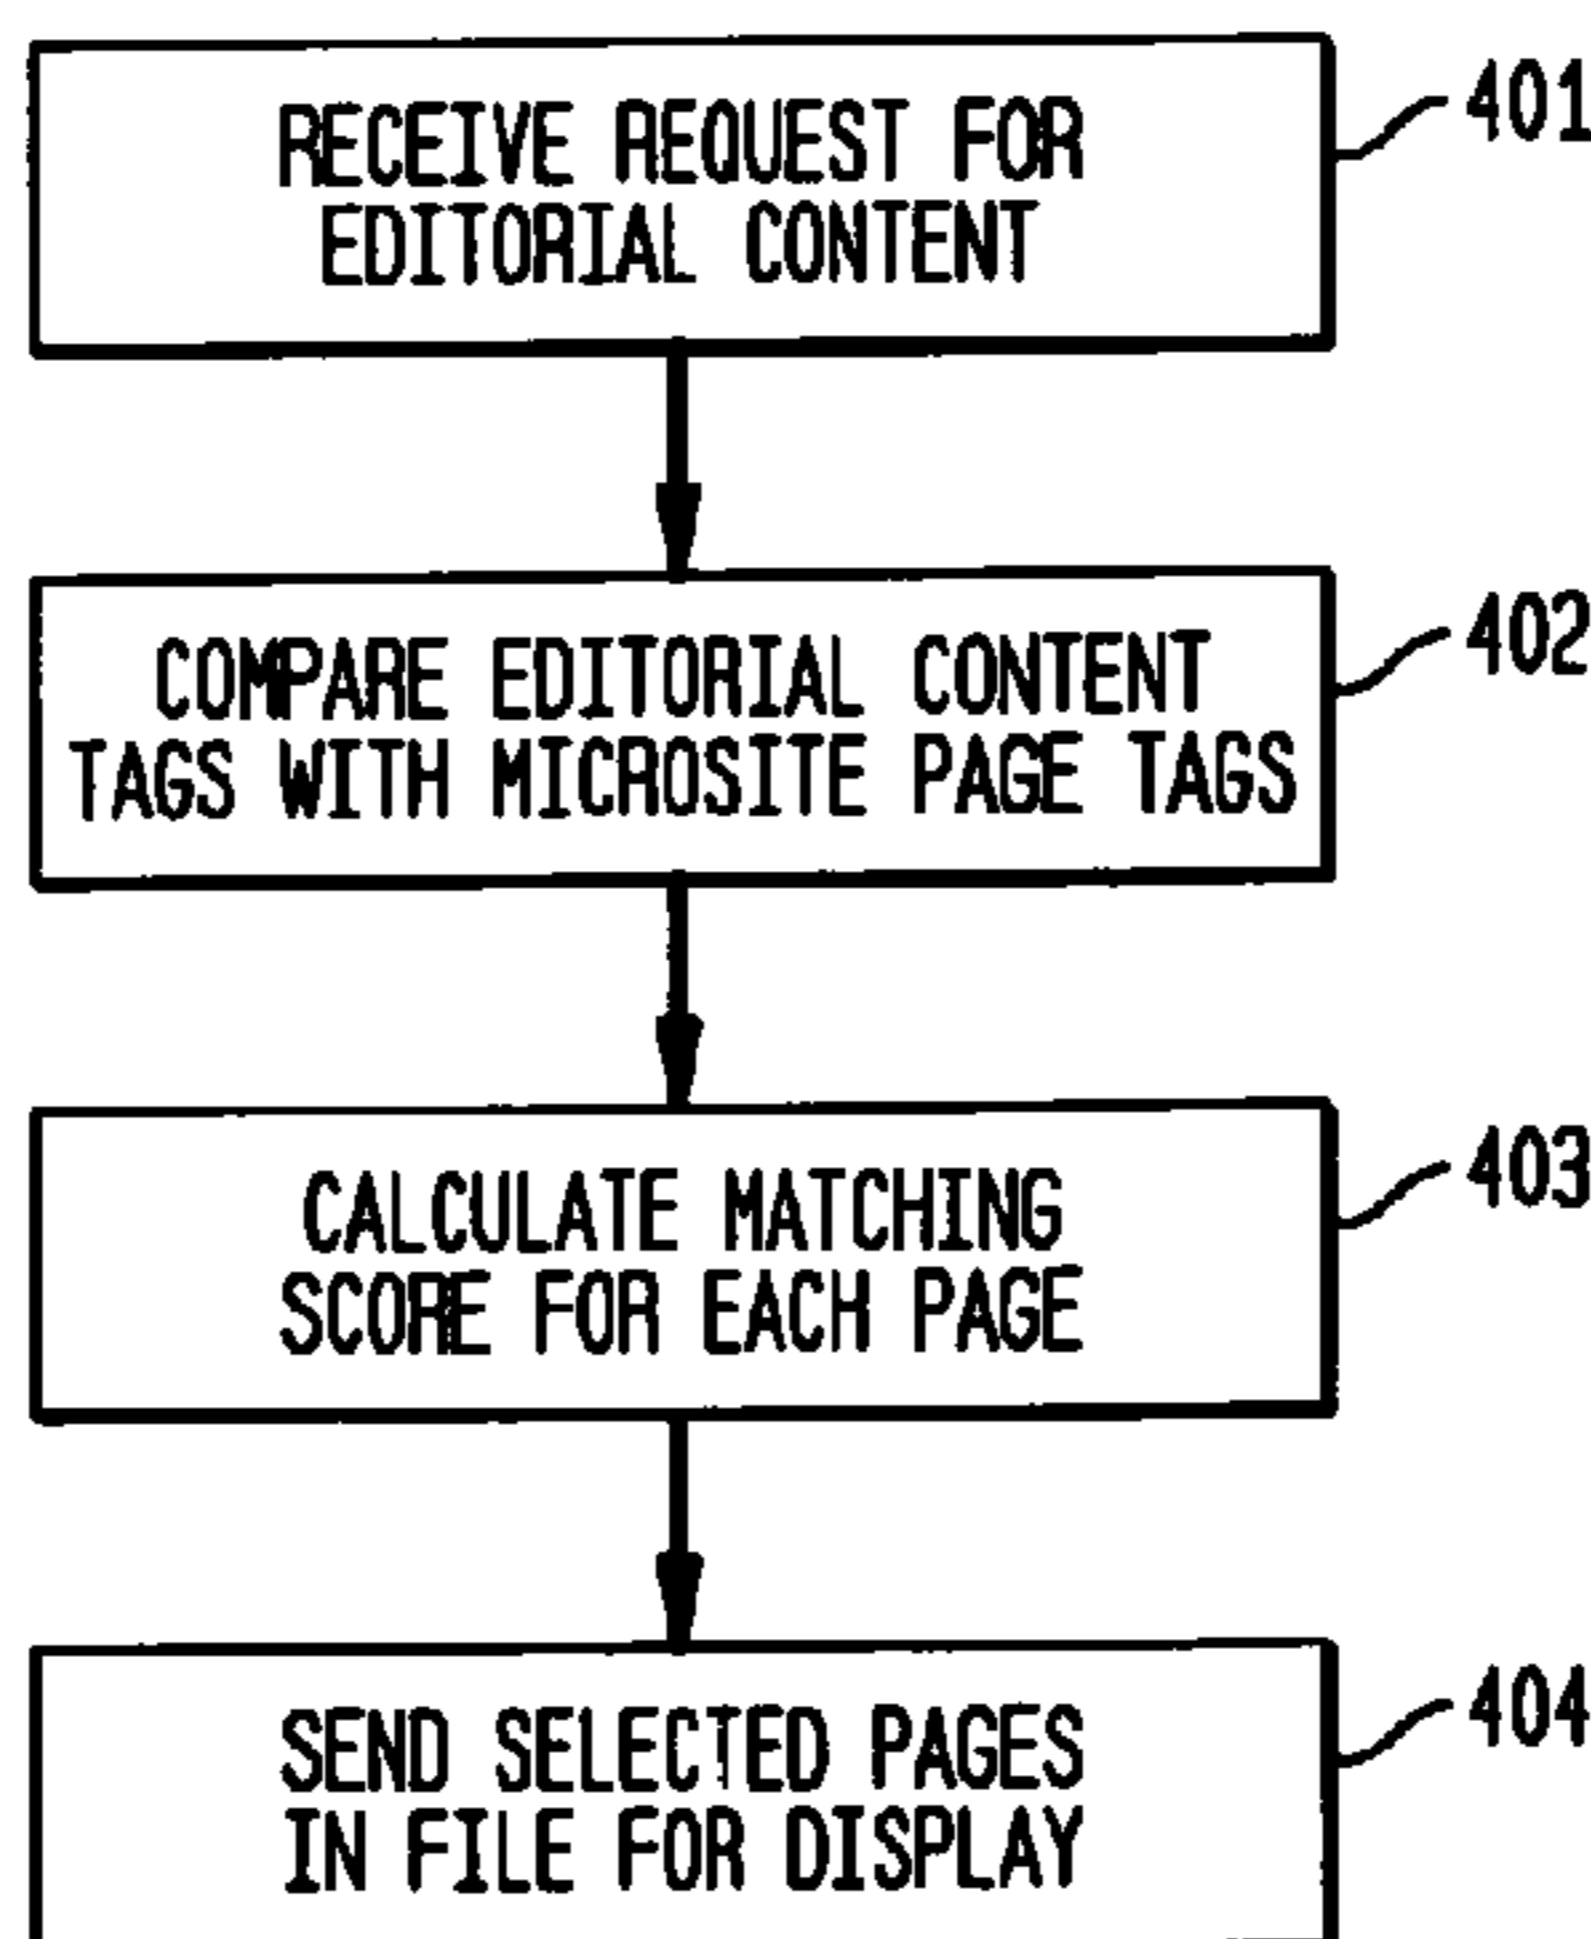 RECEIVE REQUEST FOR
EDITORIAL CONTENT
401
COMPARE EDITORIAL CONTENT
TAGS WITH MICROSITE PAGE TAGS
402
CALCULATE MATCHING
SCORE FOR EACH PAGE
403
SEND SELECTED PAGES
IN FILE FOR DISPLAY
404